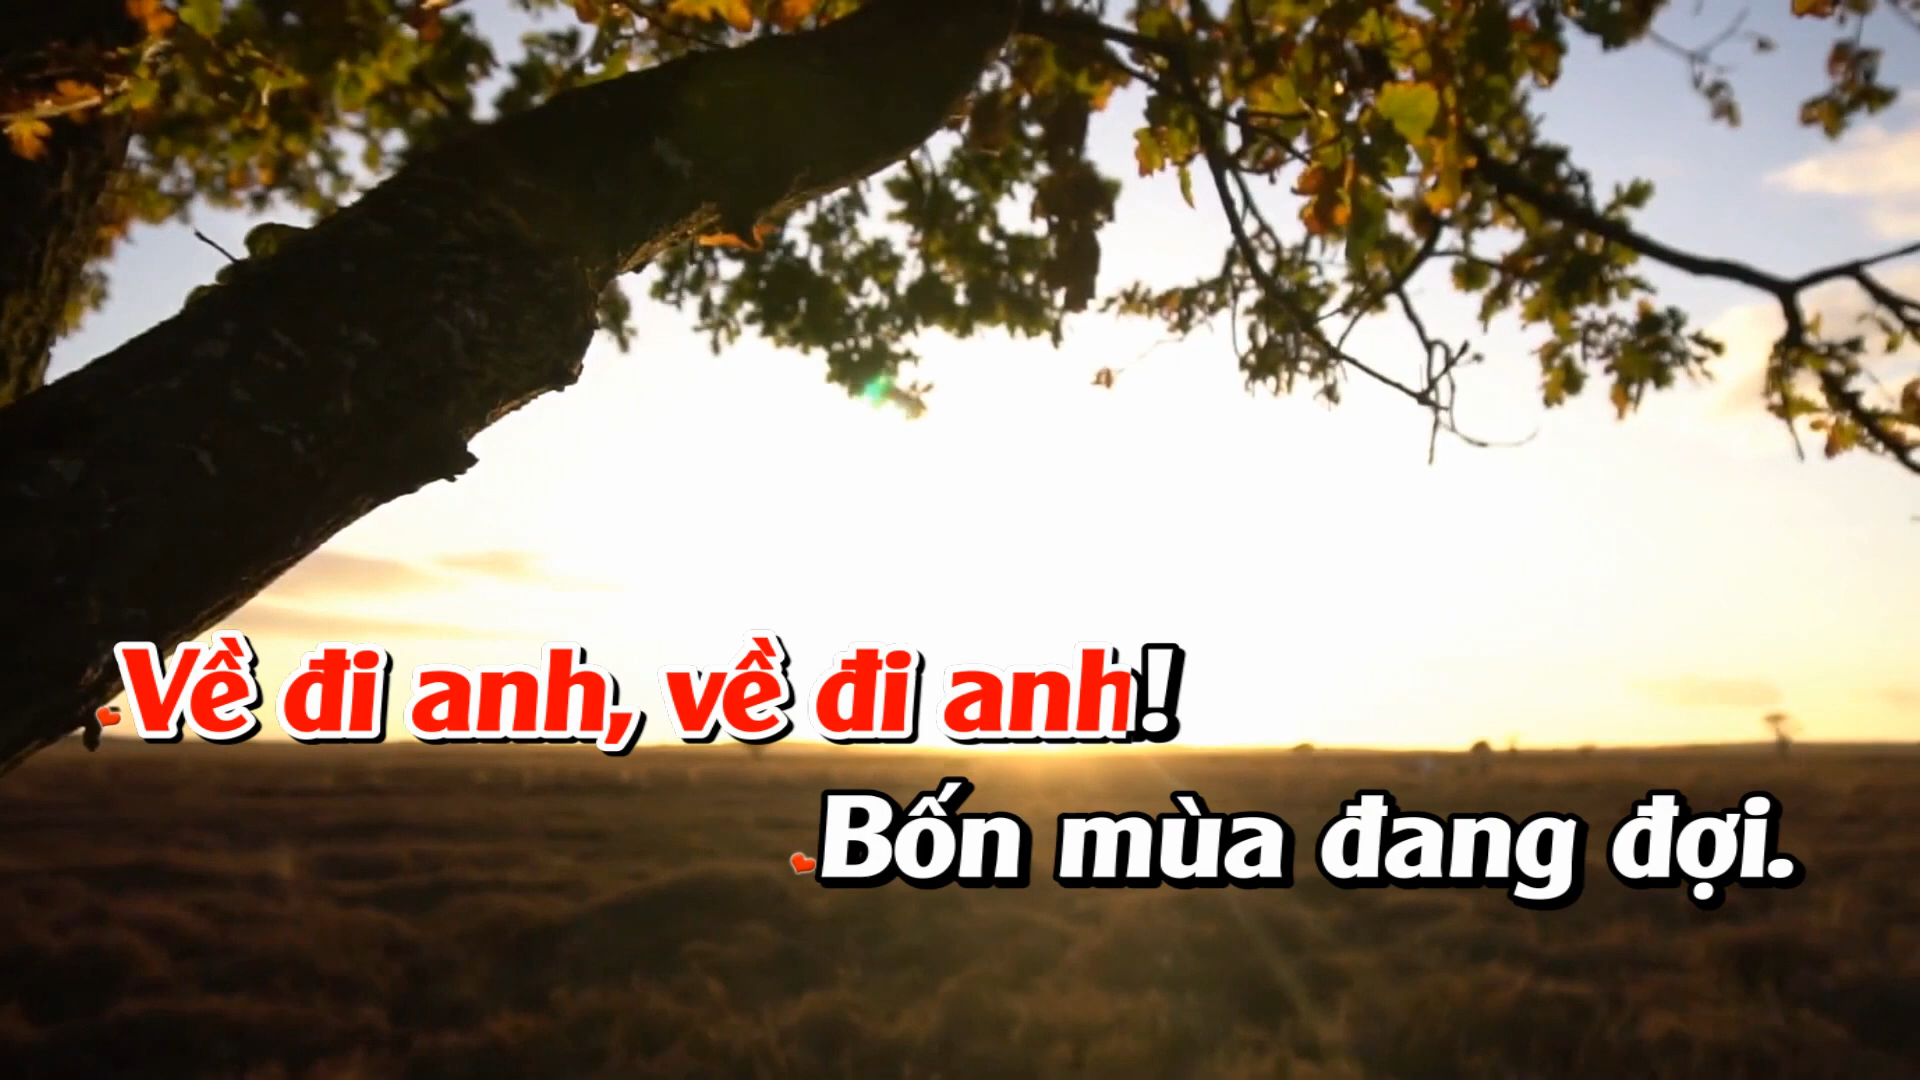 Về đi anh, về đi anh!
Bốn mùa đang đợi.